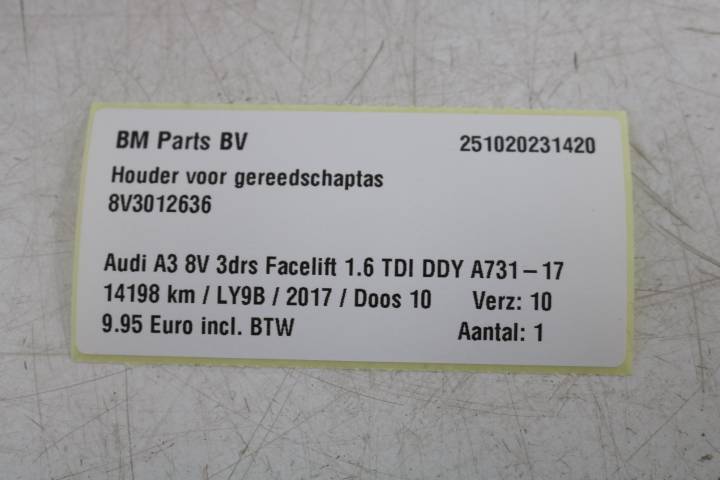 BM Parts BV 251020231420
Houder voor gereedschaptas
8V3012636
Audi A3 8V 3drs Facelift 1.6 TDI DDY A731-17
14198 km / LY9B / 2017 / Doos 10 Verz: 10
9.95 Euro incl. BTW Aantal: 1